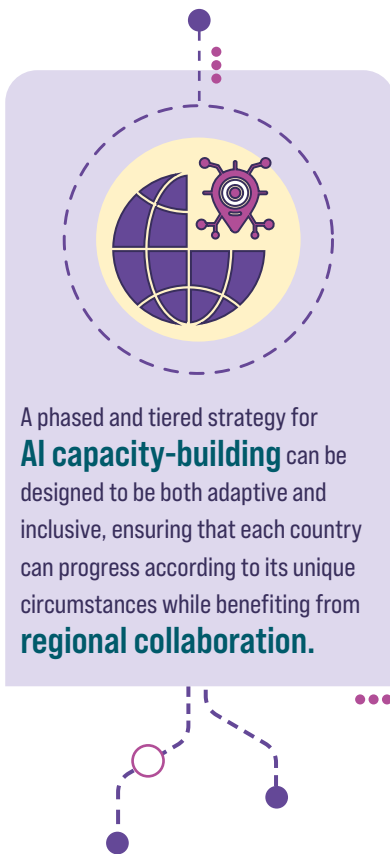 A phased and tiered strategy for
AI capacity-building can be
designed to be both adaptive and
inclusive, ensuring that each country
can progress according to its unique
circumstances while benefiting from
regional collaboration.